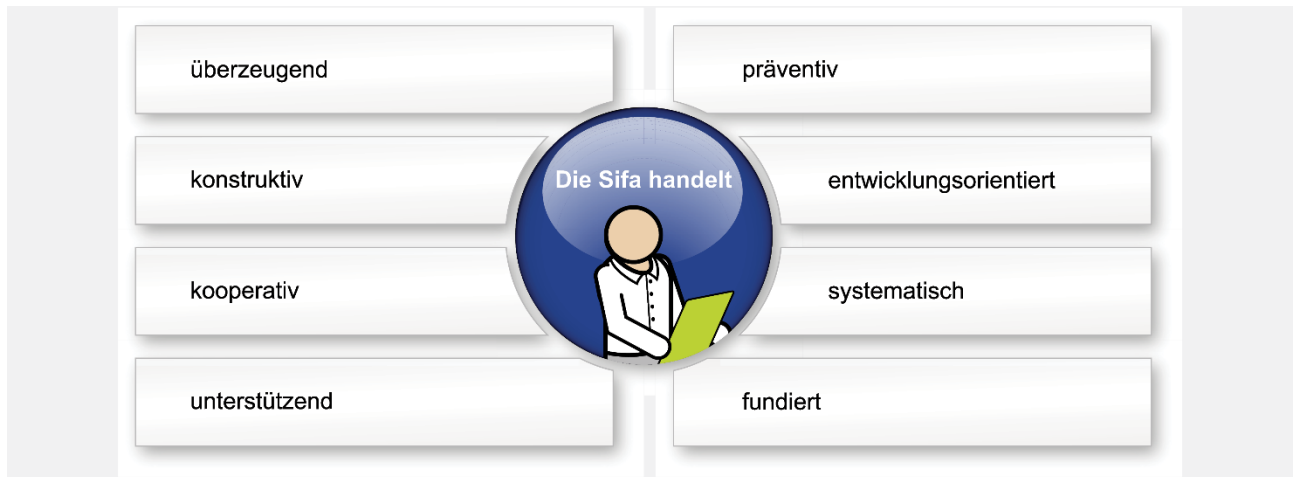 überzeugend
präventiv
konstruktiv
Die Sifa handelt
entwicklungsorientiert
kooperativ
systematisch
unterstützend
fundiert